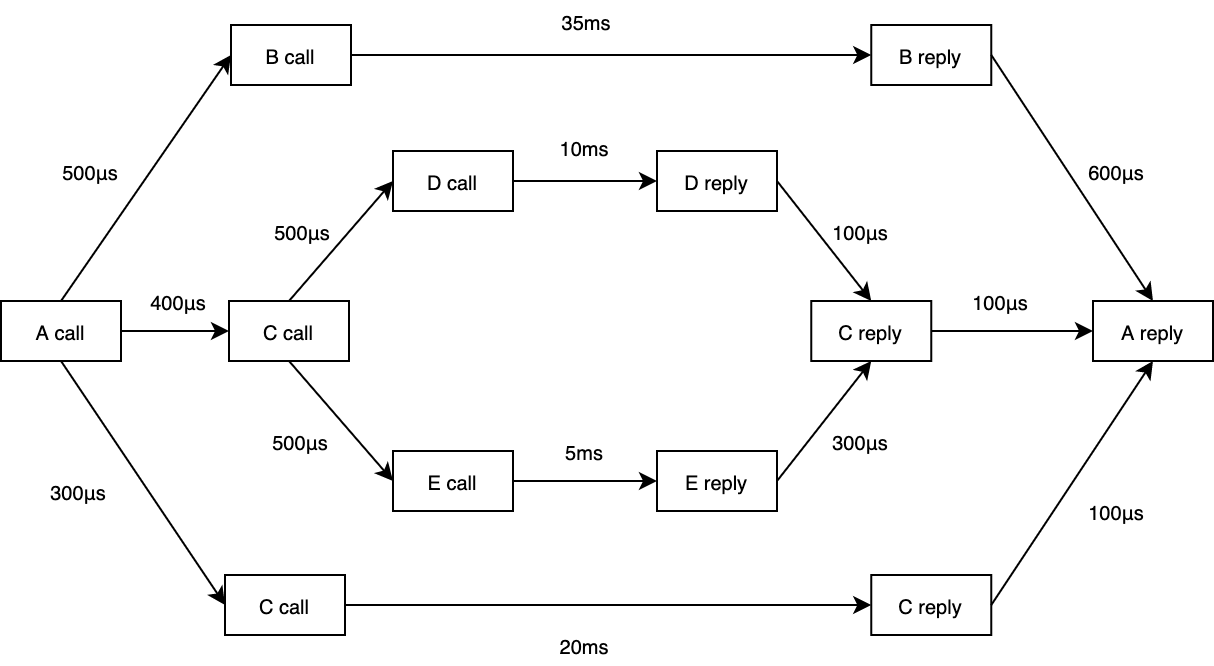 35ms
B call
B reply
10ms
500µs
600µs
D call
D reply
500µs
100µs
400µs
100µs
A call
C call
C reply
A reply
500µs
5ms
300µs
300µs
E call
E reply
100µs
C call
C reply
20ms